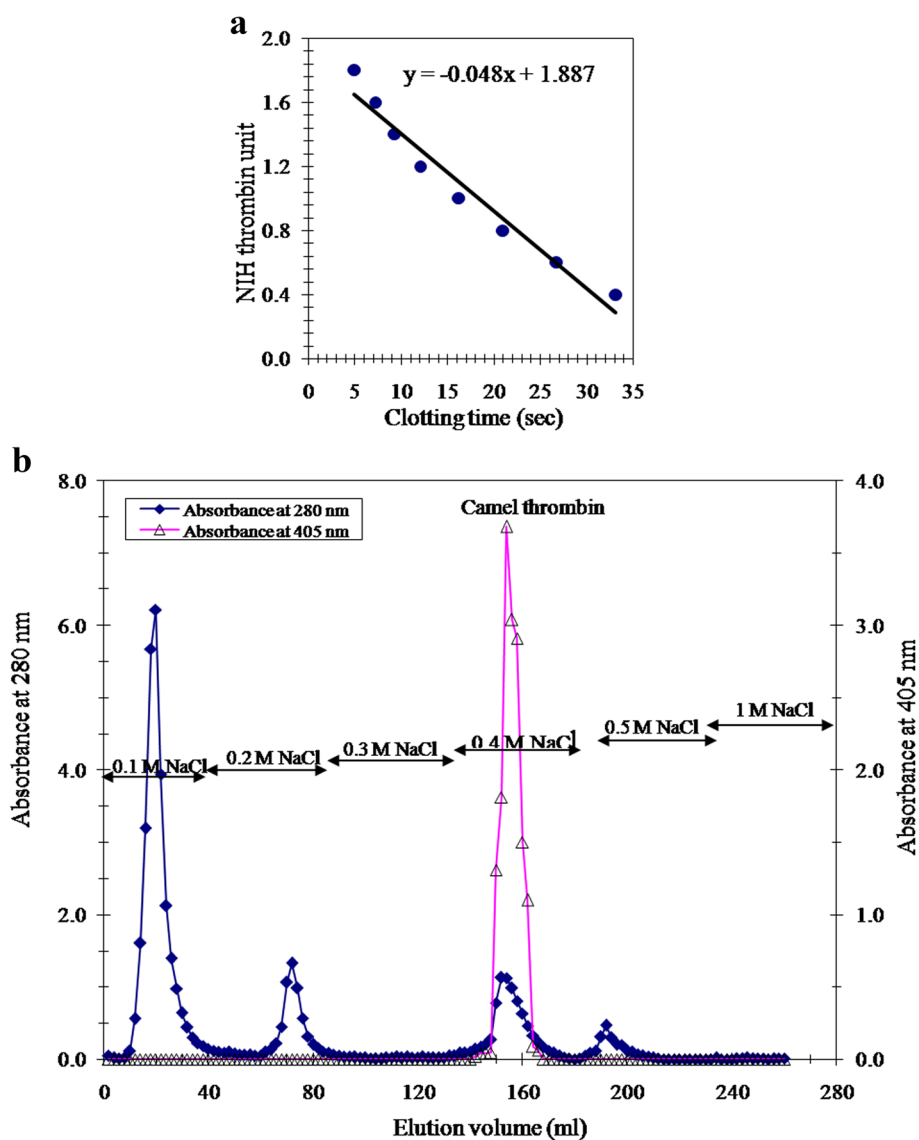 a
2.0
1.6
1.2
0.8
0.4
0.0
NIH thrombin unit
y = -0.048x + 1.887
0 5 10 15 20 25 30 35
Clotting time (sec)
b
8.0
6.0
4.0
2.0
0.0
Absorbance at 280 nm
Absorbance at 280 nm
Absorbance at 405 nm
Camel thrombin
0.1 M NaCl
0.2 M NaCl
0.3 M NaCl
0.4 M NaCl
0.5 M NaCl
1 M NaCl
4.0
3.0
2.0
1.0
0.0
Absorbance at 405 nm
0 40 80 120 160 200 240 280
Elution volume (ml)